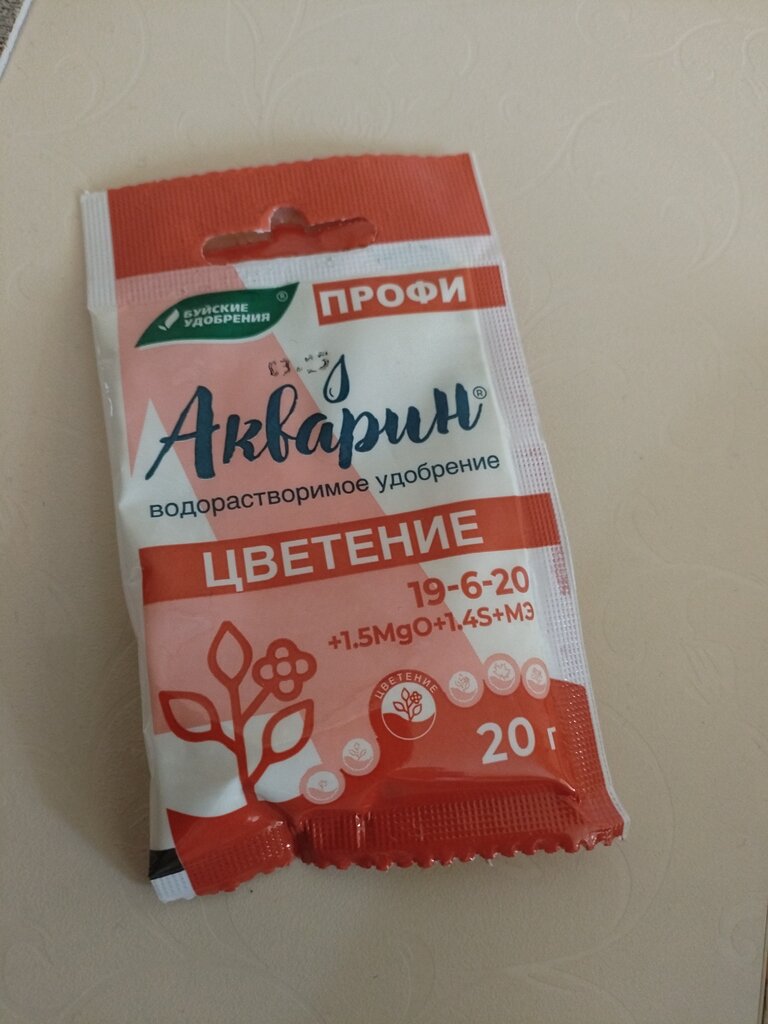 БУЙСКИЕ
УДОБРЕНИЯ ®
ПРОФИ
Акварин®
водорастворимое удобрение
ЦВЕТЕНИЕ
19-6-20
+1.5MgO+1.4S+МЭ
ЦВЕТЕНИЕ
20 г